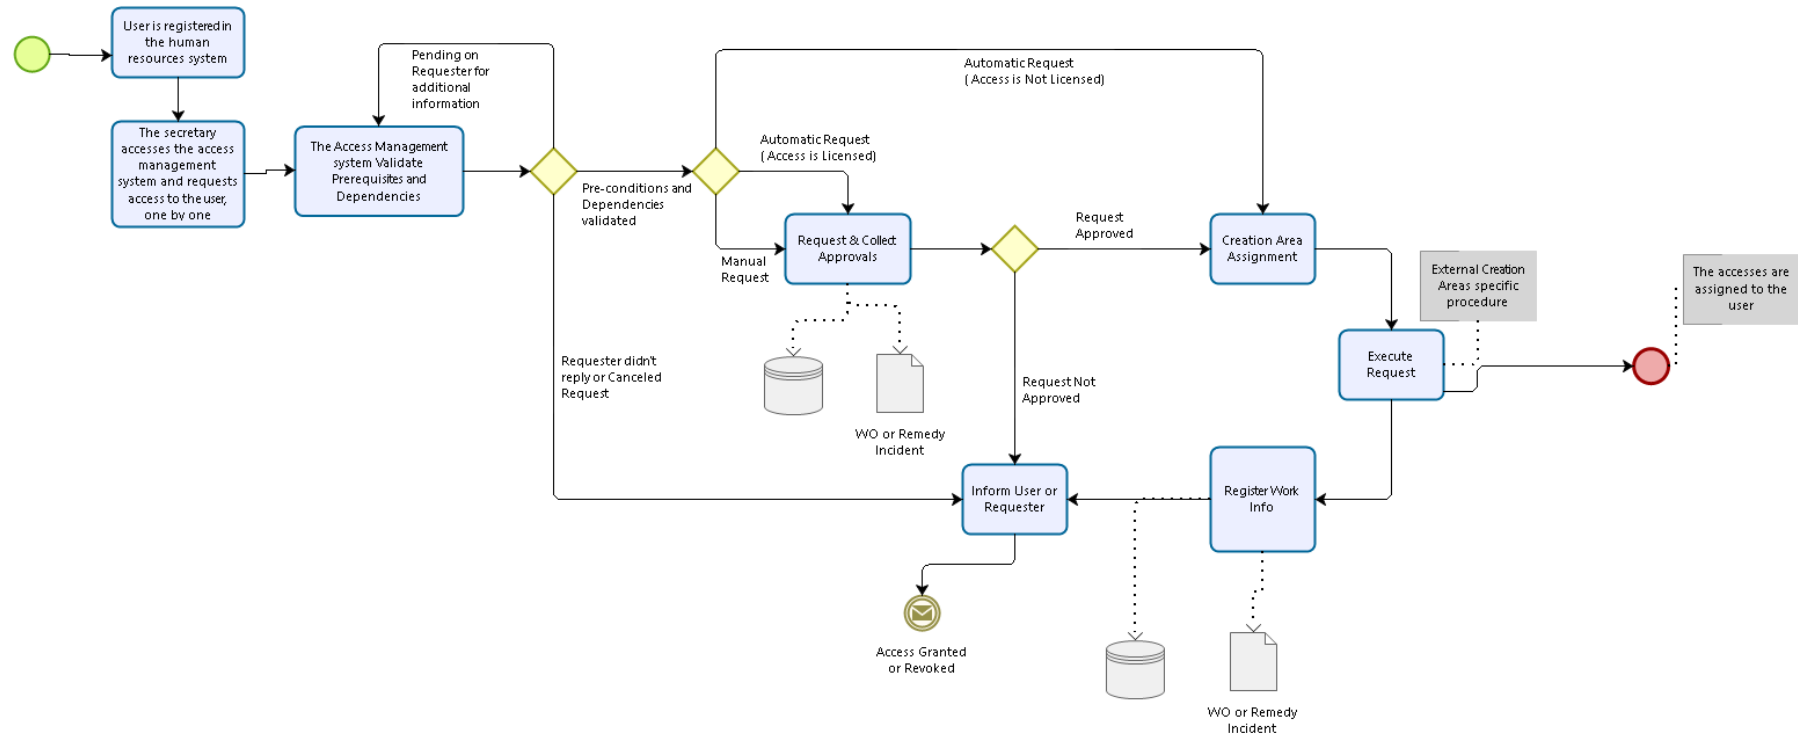 User is registered in
the human
resources system
The secretary
accesses the access
management
system and requests
access to the user,
one by one
The Access Management
system Validate
Prerequisites and
Dependencies
Pending on
Requester for
additional
information
Pre-conditions and
Dependencies
validated
Requester didn't
reply or Canceled
Request
Automatic Request
( Access is Licensed)
Manual
Request
Automatic Request
( Access is Not Licensed)
Request & Collect
Approvals
WO or Remedy
Incident
Request
Approved
Request Not
Approved
Creation Area
Assignment
External Creation
Areas specific
procedure
Execute
Request
The accesses are
assigned to the
user
Register Work
Info
Inform User or
Requester
Access Granted
or Revoked
WO or Remedy
Incident